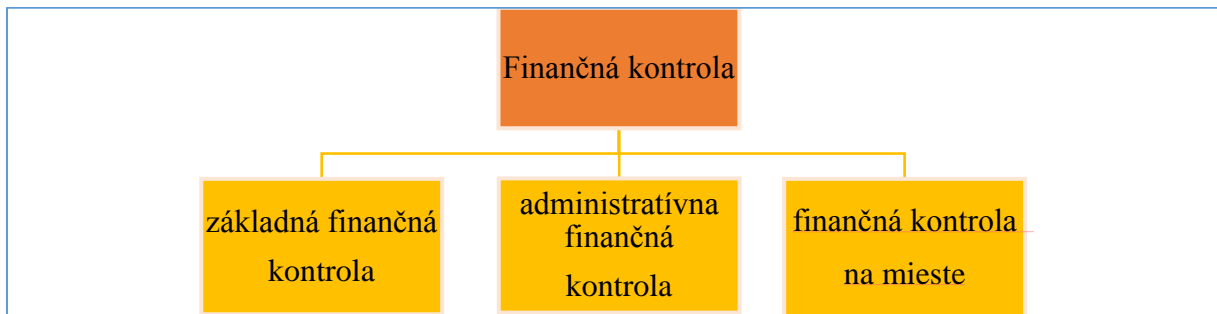 Finančná kontrola
základná finančná
kontrola
administratívna
finančná
kontrola
finančná kontrola
na mieste